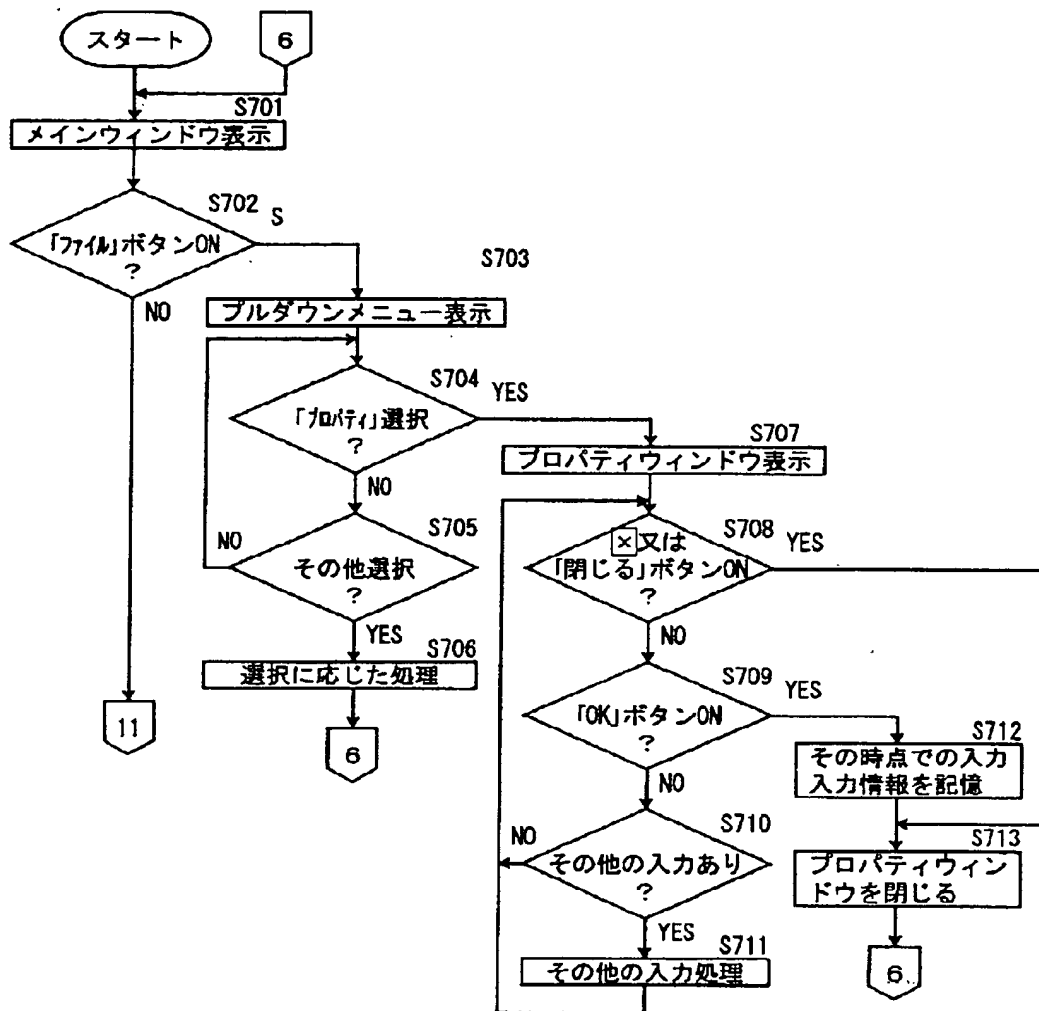 スタート
6
S701
メインウィンドウ表示
S702
S
「ファイル」ボタンON
?
NO
S703
プルダウンメニュー表示
S704
YES
「プロパティ」選択
?
NO
S707
プロパティウィンドウ表示
S705
NO
その他選択
?
YES
S706
選択に応じた処理
6
11
S708
YES
×又は
「閉じる」ボタンON
?
NO
S709
YES
「OK」ボタンON
?
NO
S712
その時点での入力
入力情報を記憶
S710
NO
その他の入力あり
?
YES
S713
プロパティウィン
ドウを閉じる
S711
その他の入力処理
6